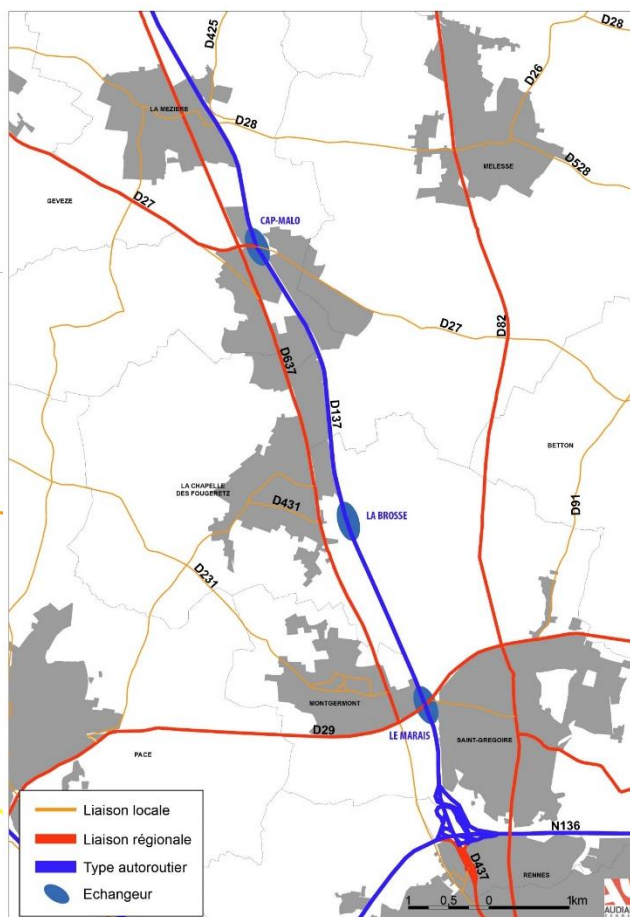 D425
D28
D26
LA MEZIERE
D28
MELESSE
D528
GEVEZE
D27
CAP-MALO
D27
D82
D637
D137
BETTON
LA CHAPELLE
DES FOUGERETZ
D431
LA BROSSE
D91
D231
MONTGERMONT
D29
LE MARAIS
SAINT-GREGOIRE
PACE
Liaison locale
Liaison régionale
Type autoroutier
Echangeur
N136
D437
RENNES
1 0,5 0 1km
AUDIAR